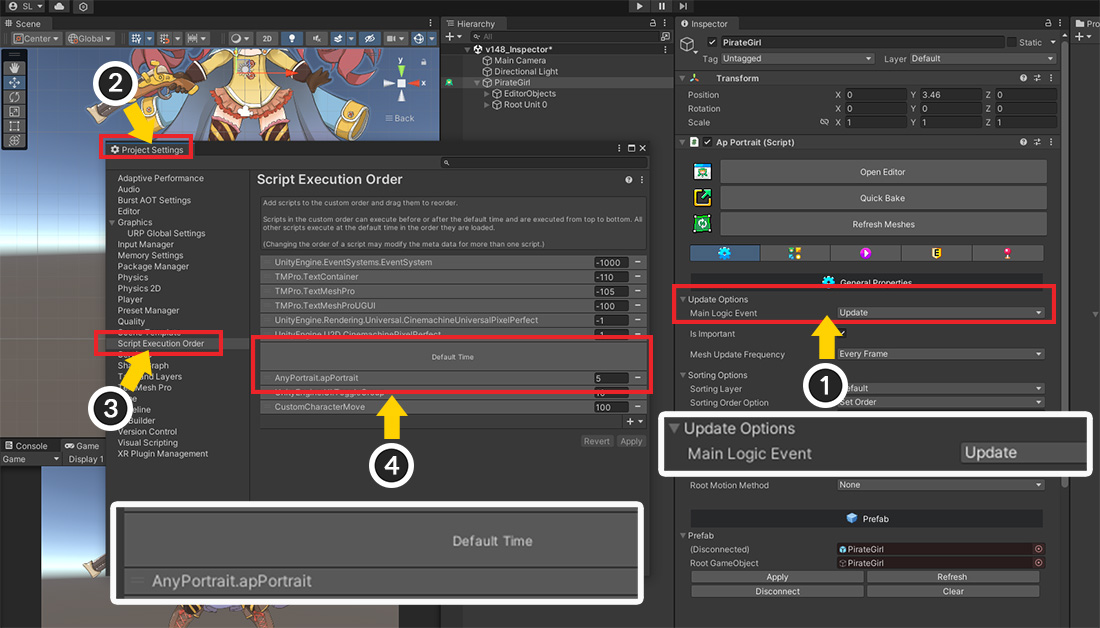 SL
Scene
Center
Global
2D
y
x
Back
2
Hierarchy
All
v148_Inspector*
Main Camera
Directional Light
PirateGirl
EditorObjects
Root Unit 0
Project Settings
Adaptive Performance
Audio
Burst AOT Settings
Editor
Graphics
URP Global Settings
Input Manager
Memory Settings
Package Manager
Physics
Physics 2D
Player
Preset Manager
Quality
Scene Template
Script Execution Order
Tags and Layers
Version Control
Visual Scripting
XR Plugin Management
3
Script Execution Order
Add scripts to the custom order and drag them to reorder.
Scripts in the custom order can execute before or after the default time and are executed from top to bottom. All
other scripts execute at the default time in the order they are loaded.
(Changing the order of a script may modify the meta data for more than one script.)
UnityEngine.EventSystems.EventSystem -1000
TMPro.TextContainer -110
TMPro.TextMeshPro -105
TMPro.TextMeshProUGUI -100
UnityEngine.Rendering.Universal.CinemachineUniversalPixelPerfect -1
UnityEngine.U2D.CinemachinePixelPerfect -1
Default Time
AnyPortrait.apPortrait 5
UnityEngine.UI.ToggleGroup 10
CustomCharacterMove 100
Revert Apply
4
Console
Game
Game
Display 1
Default Time
AnyPortrait.apPortrait
Inspector
Pro
PirateGirl
Static
Tag Untagged
Layer Default
Transform
Position X 0 Y 3.46 Z 0
Rotation X 0 Y 0 Z 0
Scale X 1 Y 1 Z 1
Ap Portrait (Script)
Open Editor
Quick Bake
Refresh Meshes
General Properties
Update Options
Main Logic Event Update
Is Important
Mesh Update Frequency Every Frame
1
Sorting Options
Sorting Layer Default
Sorting Order Option Set Order
Update Options
Main Logic Event Update
Root Motion Method None
Prefab
Prefab
(Disconnected) PirateGirl
Root GameObject PirateGirl
Apply Refresh
Disconnect Clear